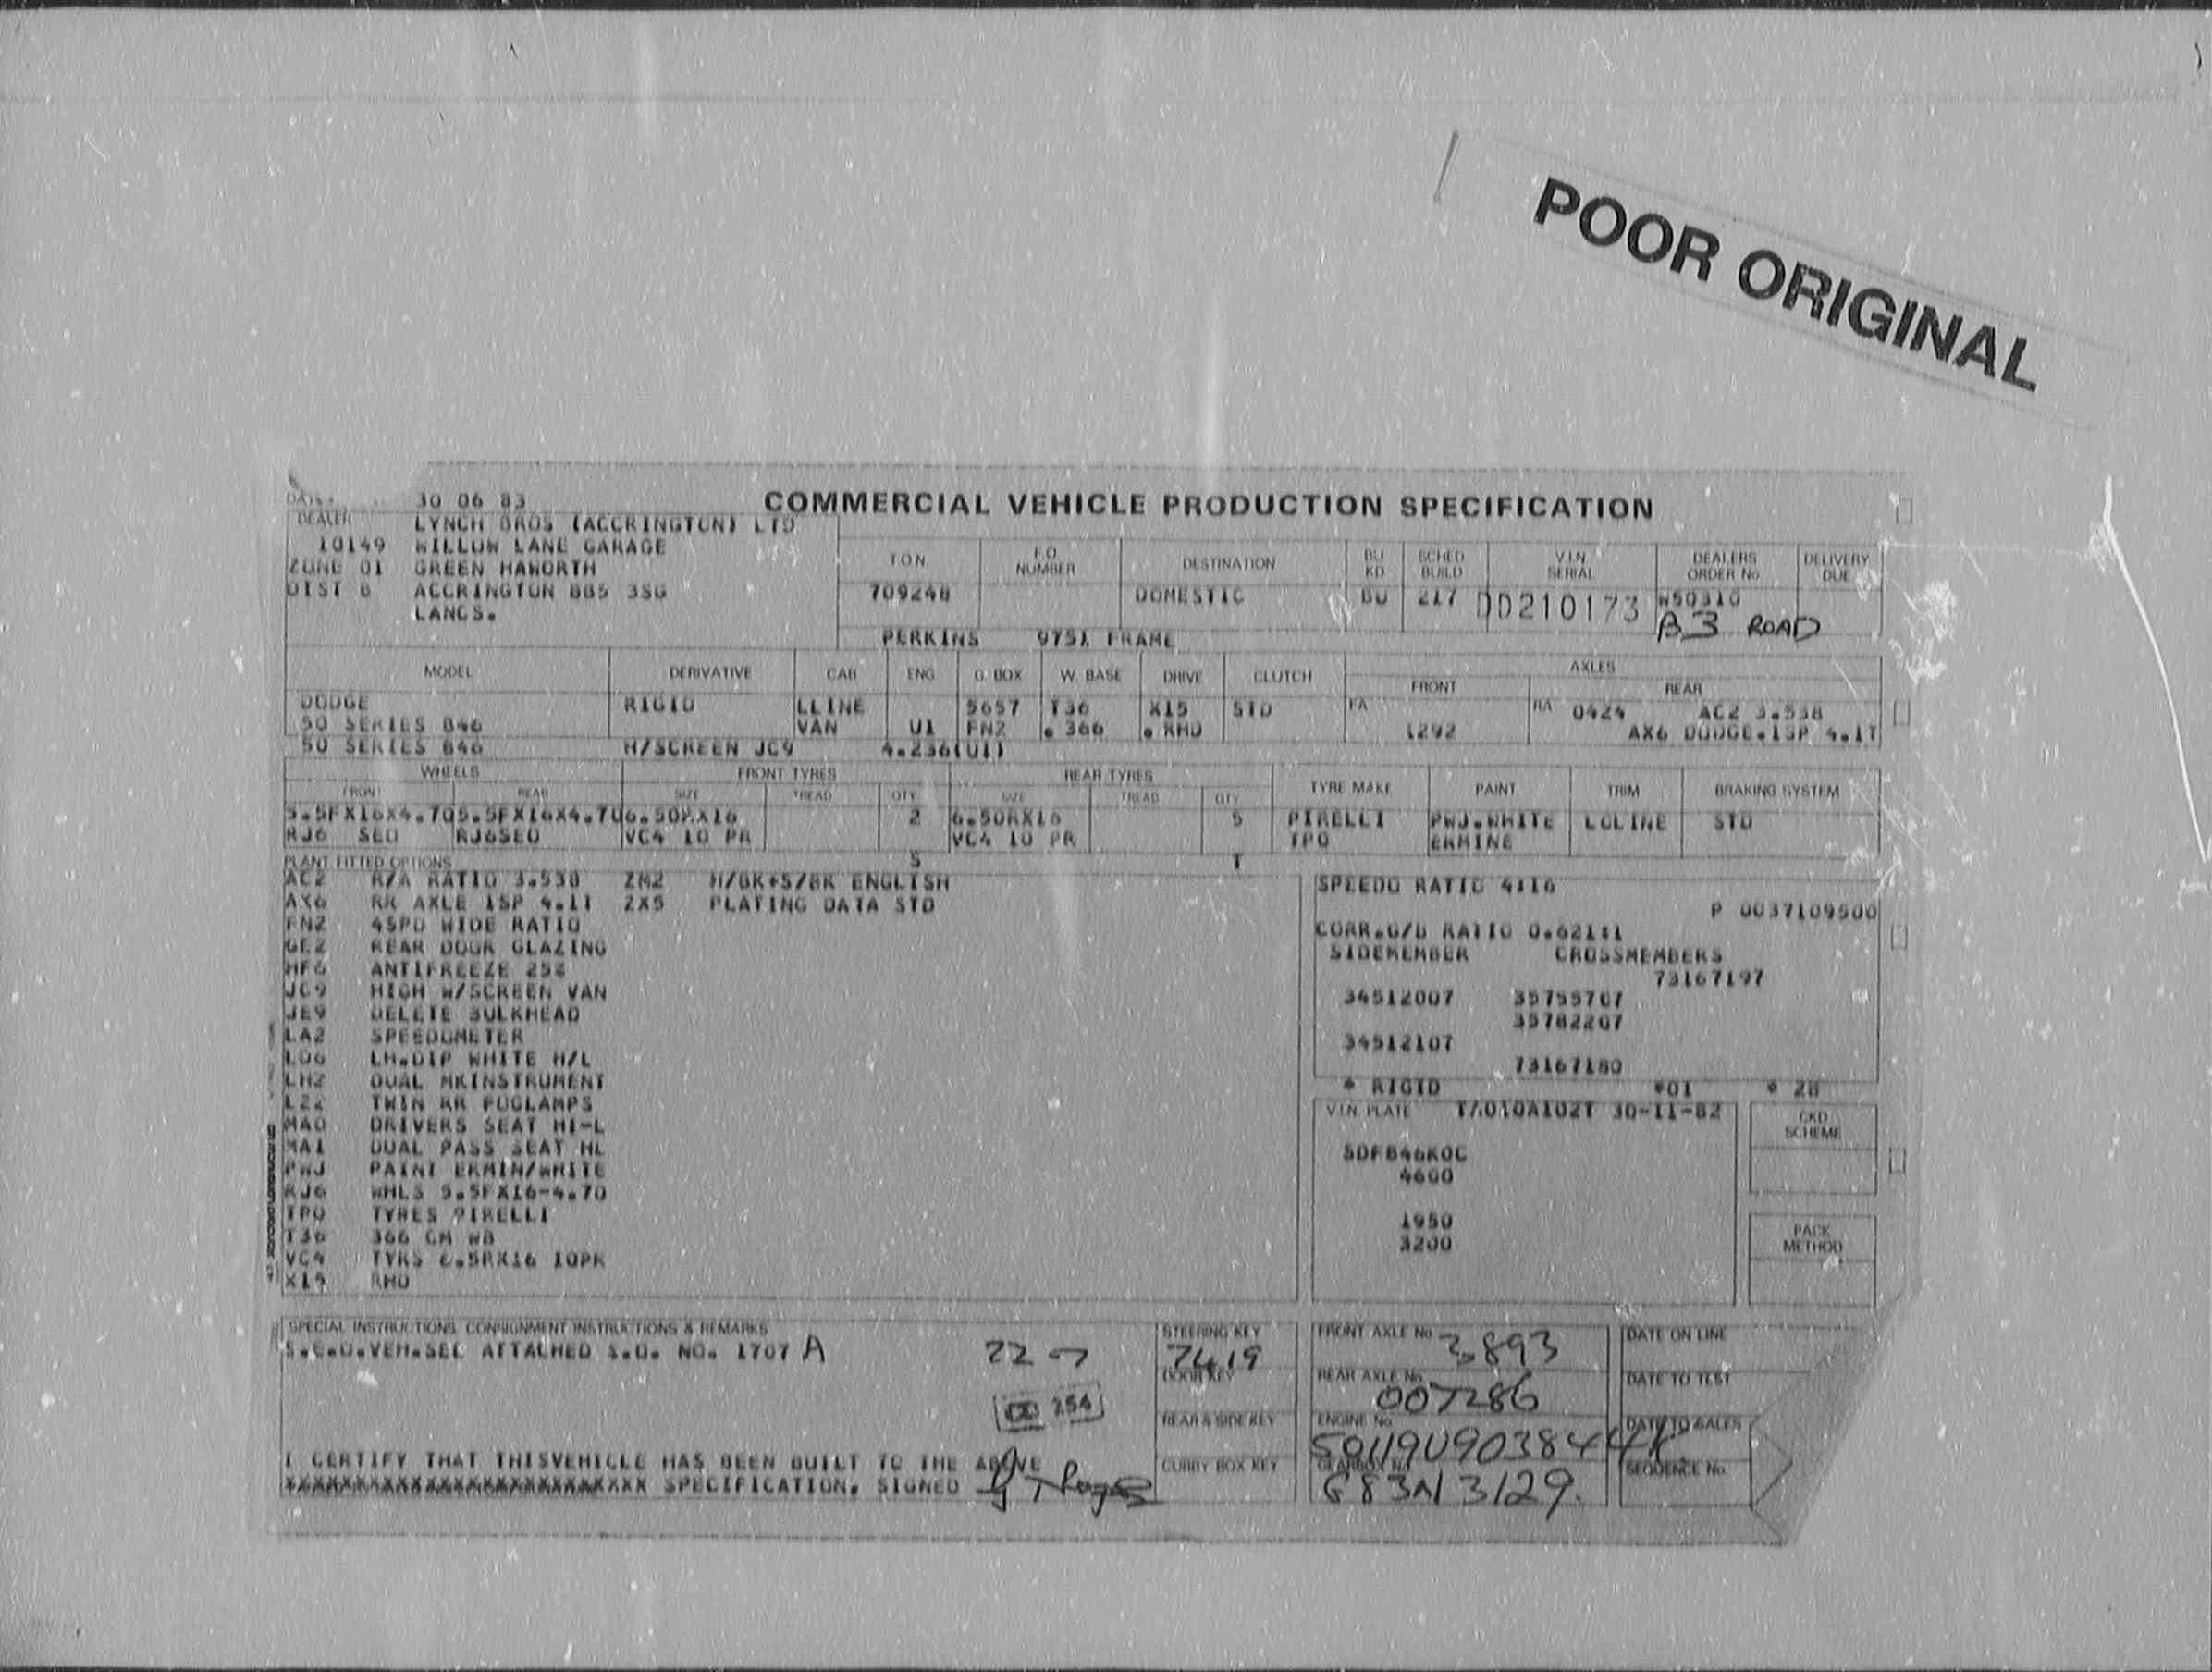 POOR ORIGINAL
DATE 30 06 83 COMMERCIAL VEHICLE PRODUCTION SPECIFICATION
DEALER LYNCH BROS (ACCRINGTON) LTD
10149 WILLOW LANE GARAGE
ZONE 01 GREEN HAWORTH
DIST B ACCRINGTON BB5 3SG
LANCS.
TON F.O. NUMBER DESTINATION BU KD SCHED BUILD V.I.N SERIAL DEALERS ORDER No DELIVERY DUE
709248 DOMESTIC BU 217 DD210173 W50310
B3 ROAD
PERKINS 975% FRAME
MODEL DERIVATIVE CAB ENG G. BOX W. BASE DRIVE CLUTCH AXLES
FRONT REAR
DODGE RIGID LLINE 5657 T36 X15 STD FA RA 0424 AC2 3.538
50 SERIES B46 VAN U1 FN2 . 366 . RHD 1292 AX6 DODGE.1SP 4.1T
50 SERIES B46 H/SCREEN JC9 4.236(U1)
WHEELS FRONT TYRES REAR TYRES TYRE MAKE PAINT TRIM BRAKING SYSTEM
FRONT REAR SIZE TREAD QTY SIZE TREAD QTY
5.5FX16X4.70 5.5FX16X4.70 6.50RX16 2 6.50RX16 5 PIRELLI PWJ.WHITE LOLINE STD
RJ6 SEO RJ6SEO VC4 10 PR VC4 10 PR TPO ERMINE
PLANT FITTED OPTIONS S T
AC2 R/A RATIO 3.538 ZM2 H/BK+S/BK ENGLISH
AX6 RR AXLE 1SP 4.1T ZX5 PLATING DATA STD
FN2 4SPD WIDE RATIO
GE2 REAR DOOR GLAZING
HF6 ANTIFREEZE 25%
JC9 HIGH W/SCREEN VAN
JE9 DELETE BULKHEAD
LA2 SPEEDOMETER
LD6 LH.DIP WHITE H/L
LH2 DUAL MKINSTRUMENT
LZ2 TWIN RR FOGLAMPS
MA0 DRIVERS SEAT HI-L
MA1 DUAL PASS SEAT HL
PWJ PAINT ERMIN/WHITE
RJ6 WHLS 5.5FX16-4.70
TPO TYRES PIRELLI
T36 366 CM WB
VC4 TYRS 6.5RX16 10PR
X15 RHD
SPEEDO RATIO 4:16
P 0037109500
CORR.G/B RATIO 0.621:1
SIDEMEMBER CROSSMEMBERS
73167197
34512007 35755707
35782207
34512107
73167180
* RIGID *01 * 28
V.I.N. PLATE 30-11-82 CKD SCHEME
SDFB46K0C
4600
1950
3200
PACK METHOD
SPECIAL INSTRUCTIONS, CONSIGNMENT INSTRUCTIONS & REMARKS
S.E.O.VEH.SEC ATTACHED S.O. NO. 1707 A
22 - 7
254
I CERTIFY THAT THISVEHICLE HAS BEEN BUILT TO THE ABOVE
SPECIFICATION. SIGNED
STEERING KEY
7419
DOOR KEY
REAR & SIDE KEY
CUBBY BOX KEY
FRONT AXLE No 3893
REAR AXLE No
007286
ENGINE No
GEARBOX No
G83N13129.
DATE ON LINE
DATE TO TEST
DATE TO SALES
SEQUENCE No